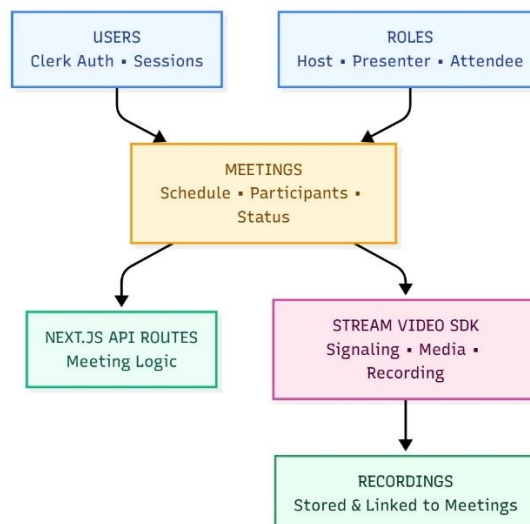 USERS
Clerk Auth ▪ Sessions
ROLES
Host ▪ Presenter ▪ Attendee
MEETINGS
Schedule ▪ Participants ▪
Status
NEXT.JS API ROUTES
Meeting Logic
STREAM VIDEO SDK
Signaling ▪ Media ▪
Recording
RECORDINGS
Stored & Linked to Meetings